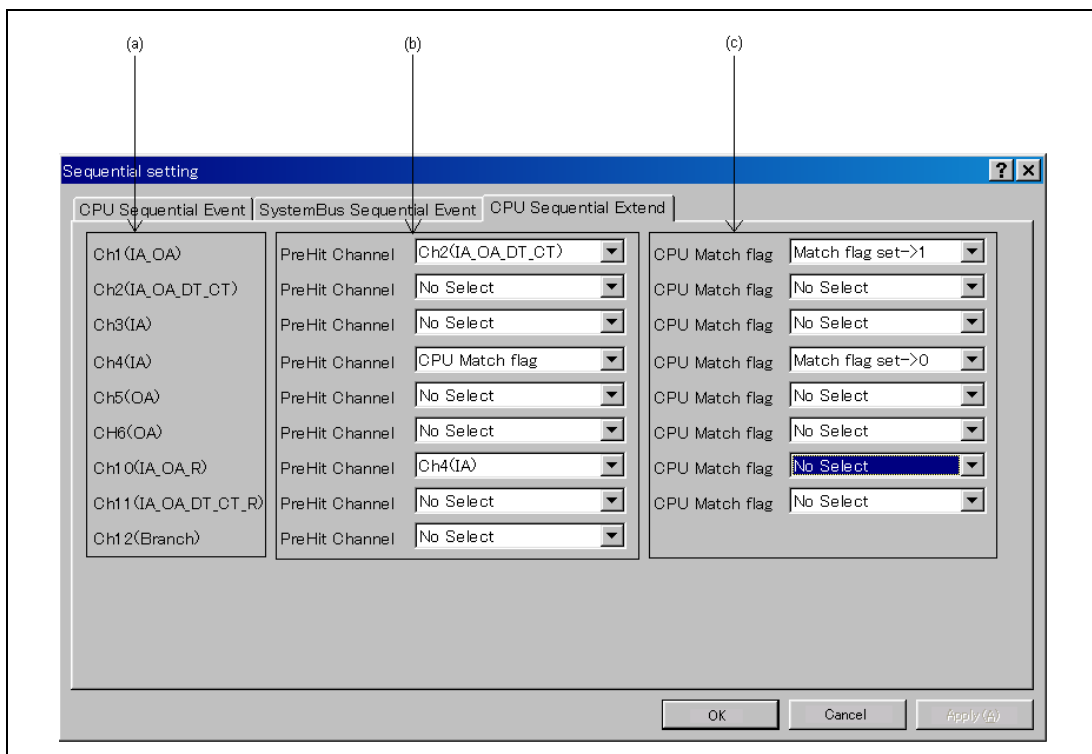 (a) (b) (c)
Sequential setting
CPU Sequential Event SystemBus Sequential Event CPU Sequential Extend
Ch1(IA_OA) PreHit Channel Ch2(IA_OA_DT_CT) CPU Match flag Match flag set->1
Ch2(IA_OA_DT_CT) PreHit Channel No Select CPU Match flag No Select
Ch3(IA) PreHit Channel No Select CPU Match flag No Select
Ch4(IA) PreHit Channel CPU Match flag CPU Match flag Match flag set->0
Ch5(OA) PreHit Channel No Select CPU Match flag No Select
CH6(OA) PreHit Channel No Select CPU Match flag No Select
Ch10(IA_OA_R) PreHit Channel Ch4(IA) CPU Match flag No Select
Ch11(IA_OA_DT_CT_R) PreHit Channel No Select CPU Match flag No Select
Ch12(Branch) PreHit Channel No Select
OK Cancel Apply(A)